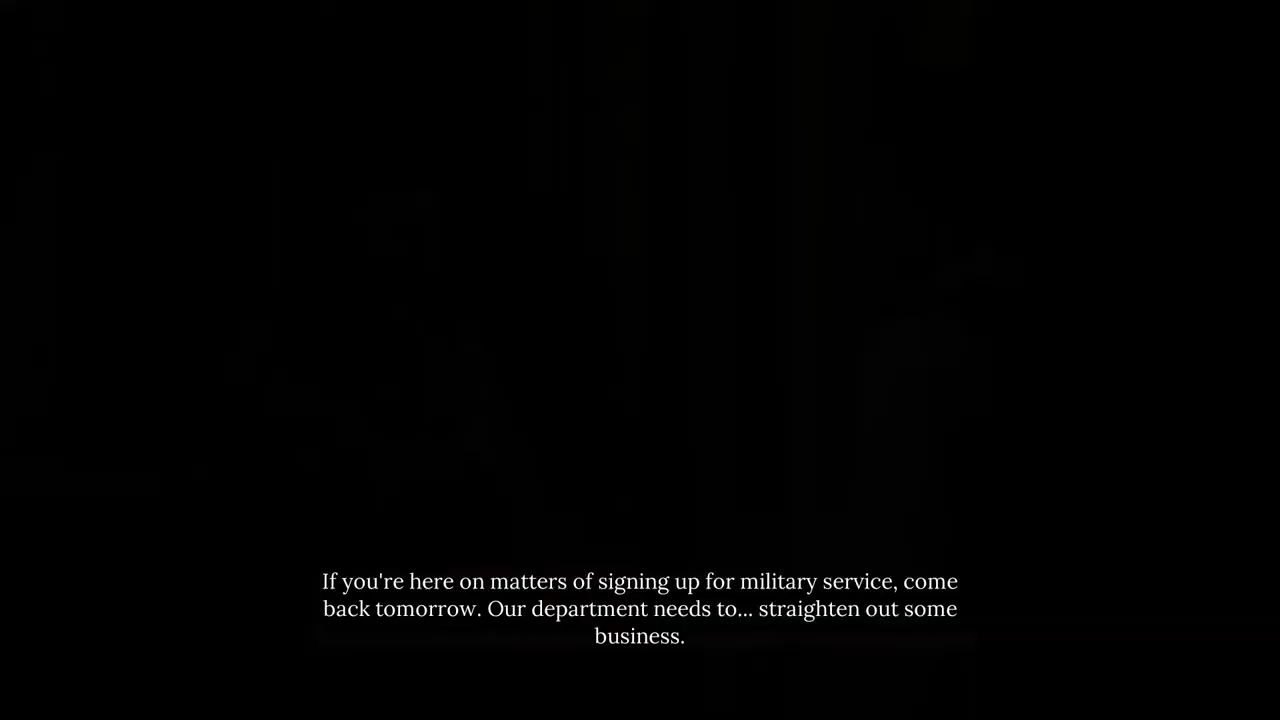 If you're here on matters of signing up for military service, come
back tomorrow. Our department needs to... straighten out some
business.